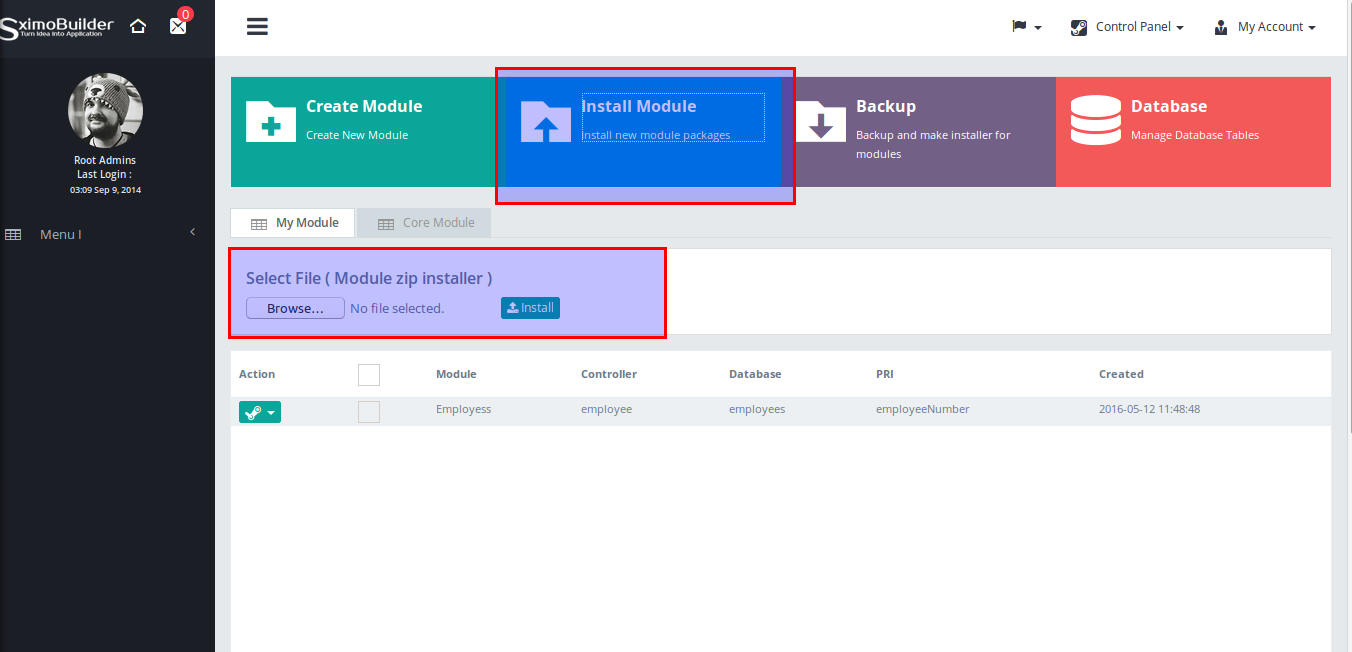 SximoBuilder
Turn Idea Into Application
0
Control Panel
My Account
Root Admins
Last Login :
03:09 Sep 9, 2014
Menu I
Create Module
Create New Module
Install Module
Install new module packages
Backup
Backup and make installer for
modules
Database
Manage Database Tables
My Module
Core Module
Select File ( Module zip installer )
Browse... No file selected. Install
Action Module Controller Database PRI Created
Employess employee employees employeeNumber 2016-05-12 11:48:48